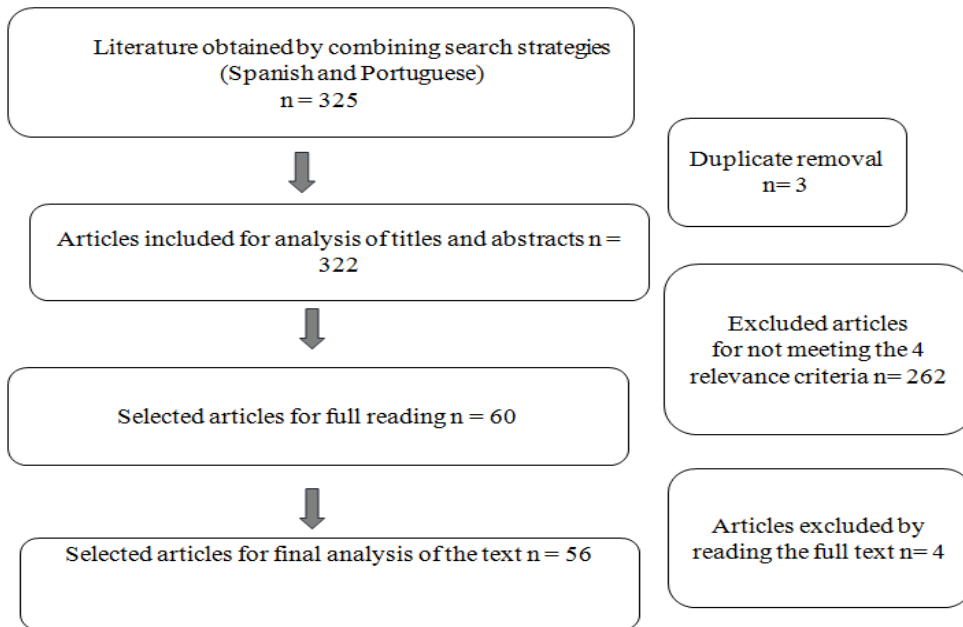 Literature obtained by combining search strategies
(Spanish and Portuguese)
n = 325
Duplicate removal
n= 3
Articles included for analysis of titles and abstracts n =
322
Excluded articles
for not meeting the 4
relevance criteria n= 262
Selected articles for full reading n = 60
Articles excluded by
reading the full text n= 4
Selected articles for final analysis of the text n = 56